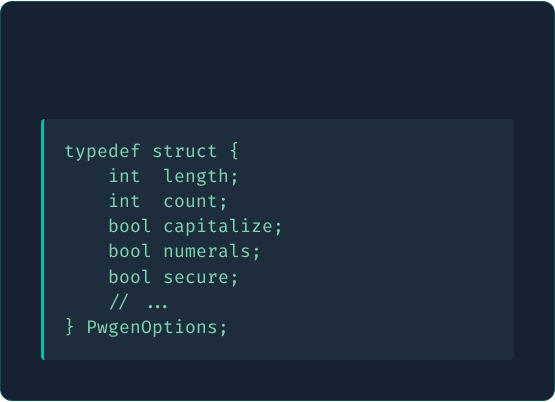 typedef struct {
    int  length;
    int  count;
    bool capitalize;
    bool numerals;
    bool secure;
    // ...
} PwgenOptions;